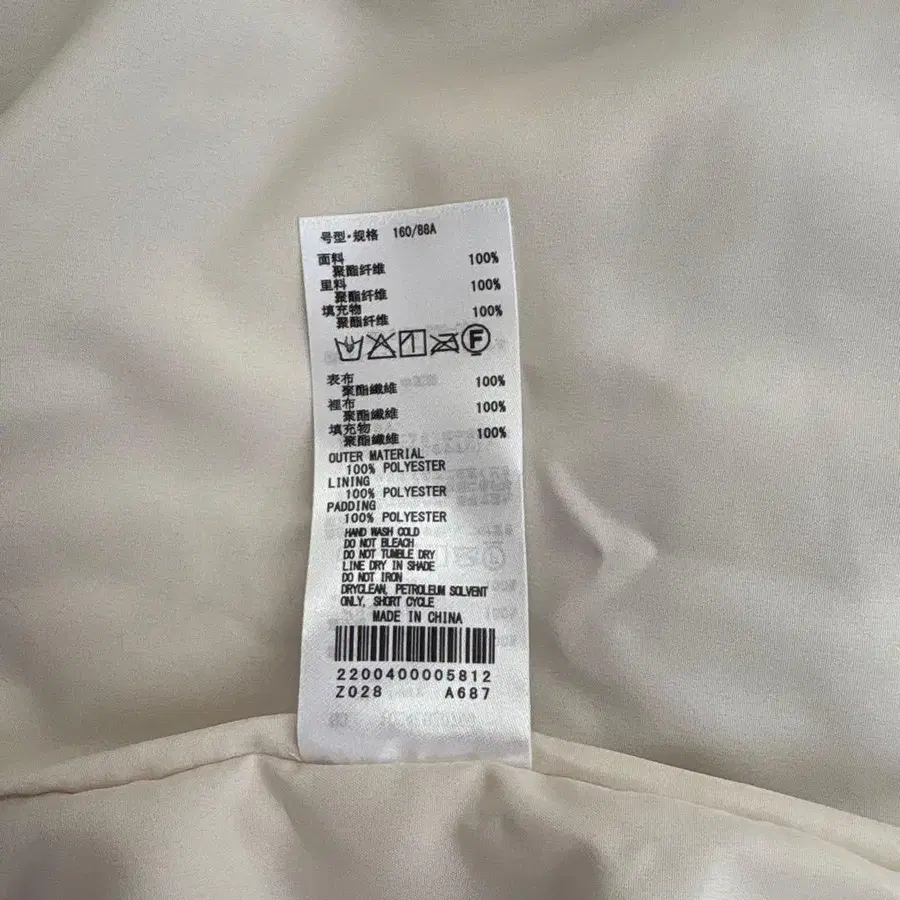 号型·规格 160/88A
面料 100%
聚酯纤维
里料 100%
聚酯纤维
填充物 100%
聚酯纤维
F
表布 100%
聚酯纖維
裡布 100%
聚酯纖維
填充物 100%
聚酯纖維
OUTER MATERIAL
100% POLYESTER
LINING
100% POLYESTER
PADDING
100% POLYESTER
HAND WASH COLD
DO NOT BLEACH
DO NOT TUMBLE DRY
LINE DRY IN SHADE
DO NOT IRON
DRYCLEAN, PETROLEUM SOLVENT
ONLY, SHORT CYCLE
MADE IN CHINA
2200400005812
Z028 A687